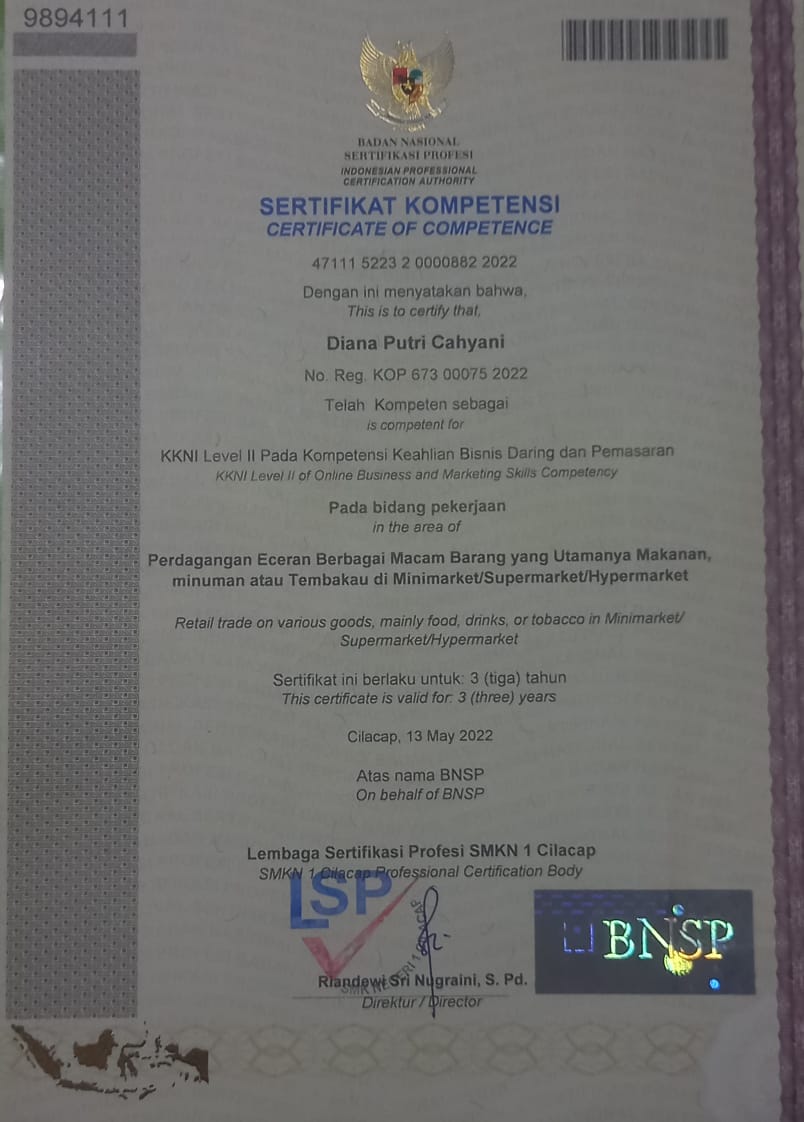 9894111
BADAN NASIONAL
SERTIFIKASI PROFESI
INDONESIAN PROFESSIONAL
CERTIFICATION AUTHORITY
SERTIFIKAT KOMPETENSI
CERTIFICATE OF COMPETENCE
47111 5223 2 0000882 2022
Dengan ini menyatakan bahwa,
This is to certify that,
Diana Putri Cahyani
No. Reg. KOP 673 00075 2022
Telah Kompeten sebagai
is competent for
KKNI Level II Pada Kompetensi Keahlian Bisnis Daring dan Pemasaran
KKNI Level II of Online Business and Marketing Skills Competency
Pada bidang pekerjaan
in the area of
Perdagangan Eceran Berbagai Macam Barang yang Utamanya Makanan,
minuman atau Tembakau di Minimarket/Supermarket/Hypermarket
Retail trade on various goods, mainly food, drinks, or tobacco in Minimarket/
Supermarket/Hypermarket
Sertifikat ini berlaku untuk: 3 (tiga) tahun
This certificate is valid for: 3 (three) years
Cilacap, 13 May 2022
Atas nama BNSP
On behalf of BNSP
Lembaga Sertifikasi Profesi SMKN 1 Cilacap
SMKN 1 Cilacap Professional Certification Body
LSP
SMK NEGERI 1 CILACAP
BNSP
Riandewi Sri Nugraini, S. Pd.
Direktur / Director